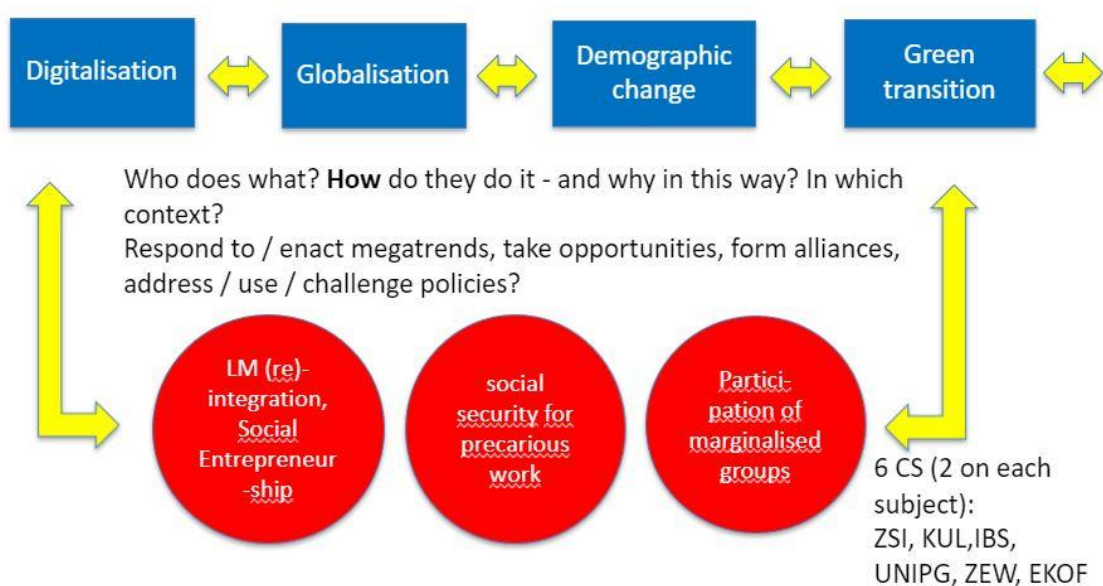 Digitalisation
Globalisation
Demographic
change
Green
transition
Who does what? How do they do it - and why in this way? In which
context?
Respond to / enact megatrends, take opportunities, form alliances,
address / use / challenge policies?
LM (re)-
integration,
Social
Entrepreneur
-ship
social
security for
precarious
work
Partici-
pation of
marginalised
groups
6 CS (2 on each
subject):
ZSI, KUL,IBS,
UNIPG, ZEW, EKOF